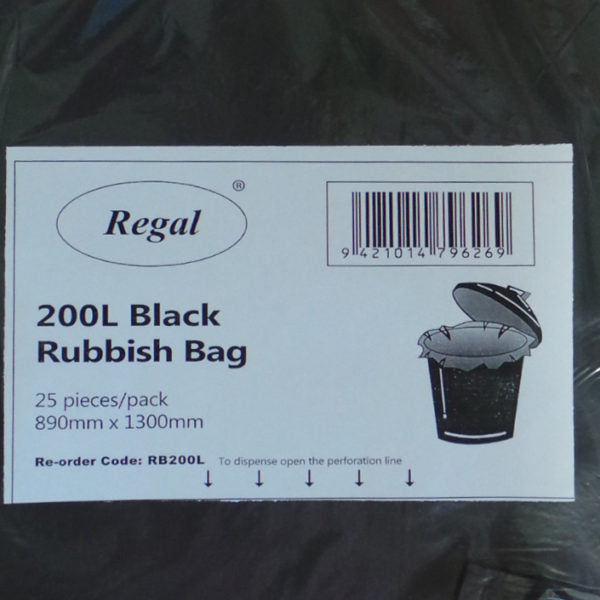 Regal ®
9 421014 796269
200L Black
Rubbish Bag
25 pieces/pack
890mm x 1300mm
Re-order Code: RB200L To dispense open the perforation line